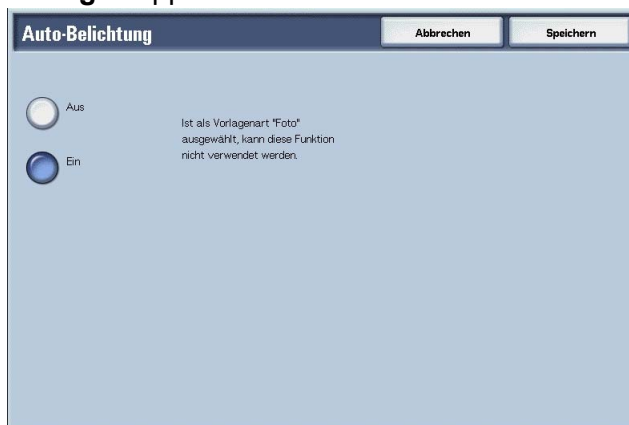 Auto-Belichtung
Abbrechen
Speichern
Aus
Ist als Vorlagenart "Foto"
ausgewählt, kann diese Funktion
nicht verwendet werden.
Ein